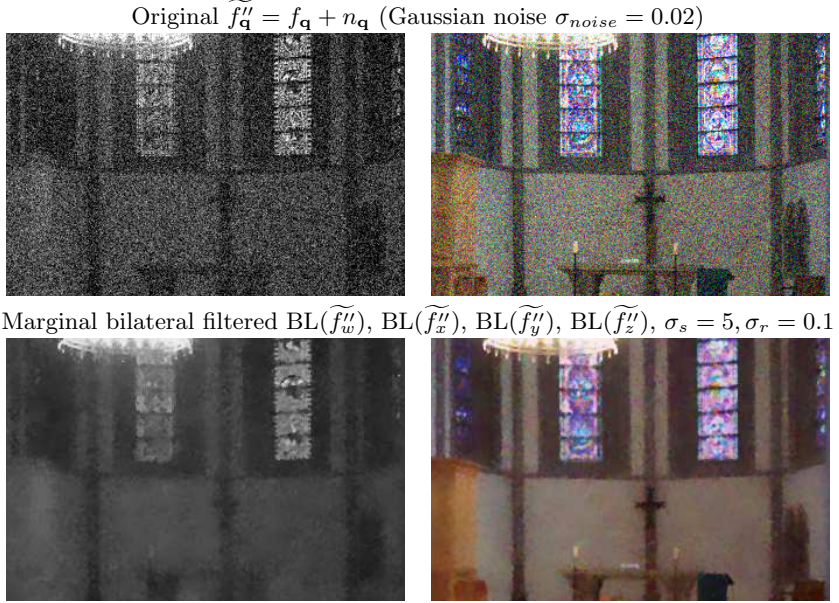 Original $\widetilde{f''_{\mathbf{q}}} = f_{\mathbf{q}} + n_{\mathbf{q}}$ (Gaussian noise $\sigma_{noise} = 0.02$)
Marginal bilateral filtered BL($\widetilde{f''_w}$), BL($\widetilde{f''_x}$), BL($\widetilde{f''_y}$), BL($\widetilde{f''_z}$), $\sigma_s = 5, \sigma_r = 0.1$